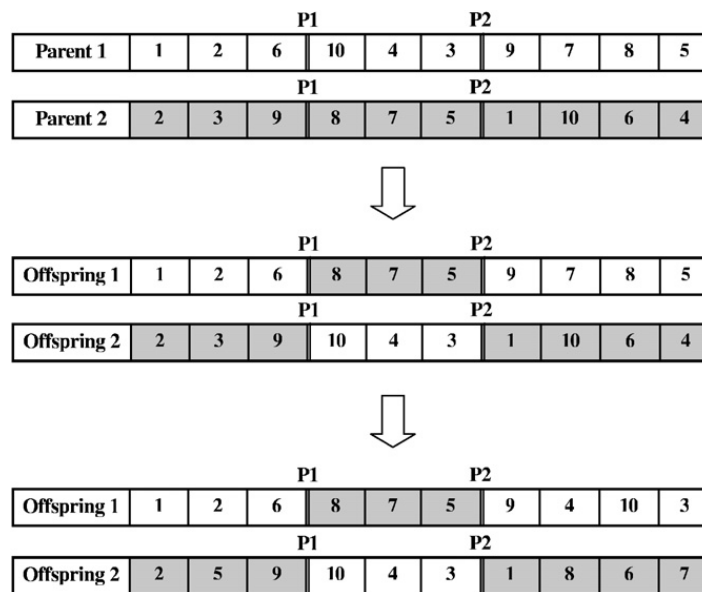 P1 P2
Parent 1 1 2 6 10 4 3 9 7 8 5
P1 P2
Parent 2 2 3 9 8 7 5 1 10 6 4
P1 P2
Offspring 1 1 2 6 8 7 5 9 7 8 5
P1 P2
Offspring 2 2 3 9 10 4 3 1 10 6 4
P1 P2
Offspring 1 1 2 6 8 7 5 9 4 10 3
P1 P2
Offspring 2 2 5 9 10 4 3 1 8 6 7